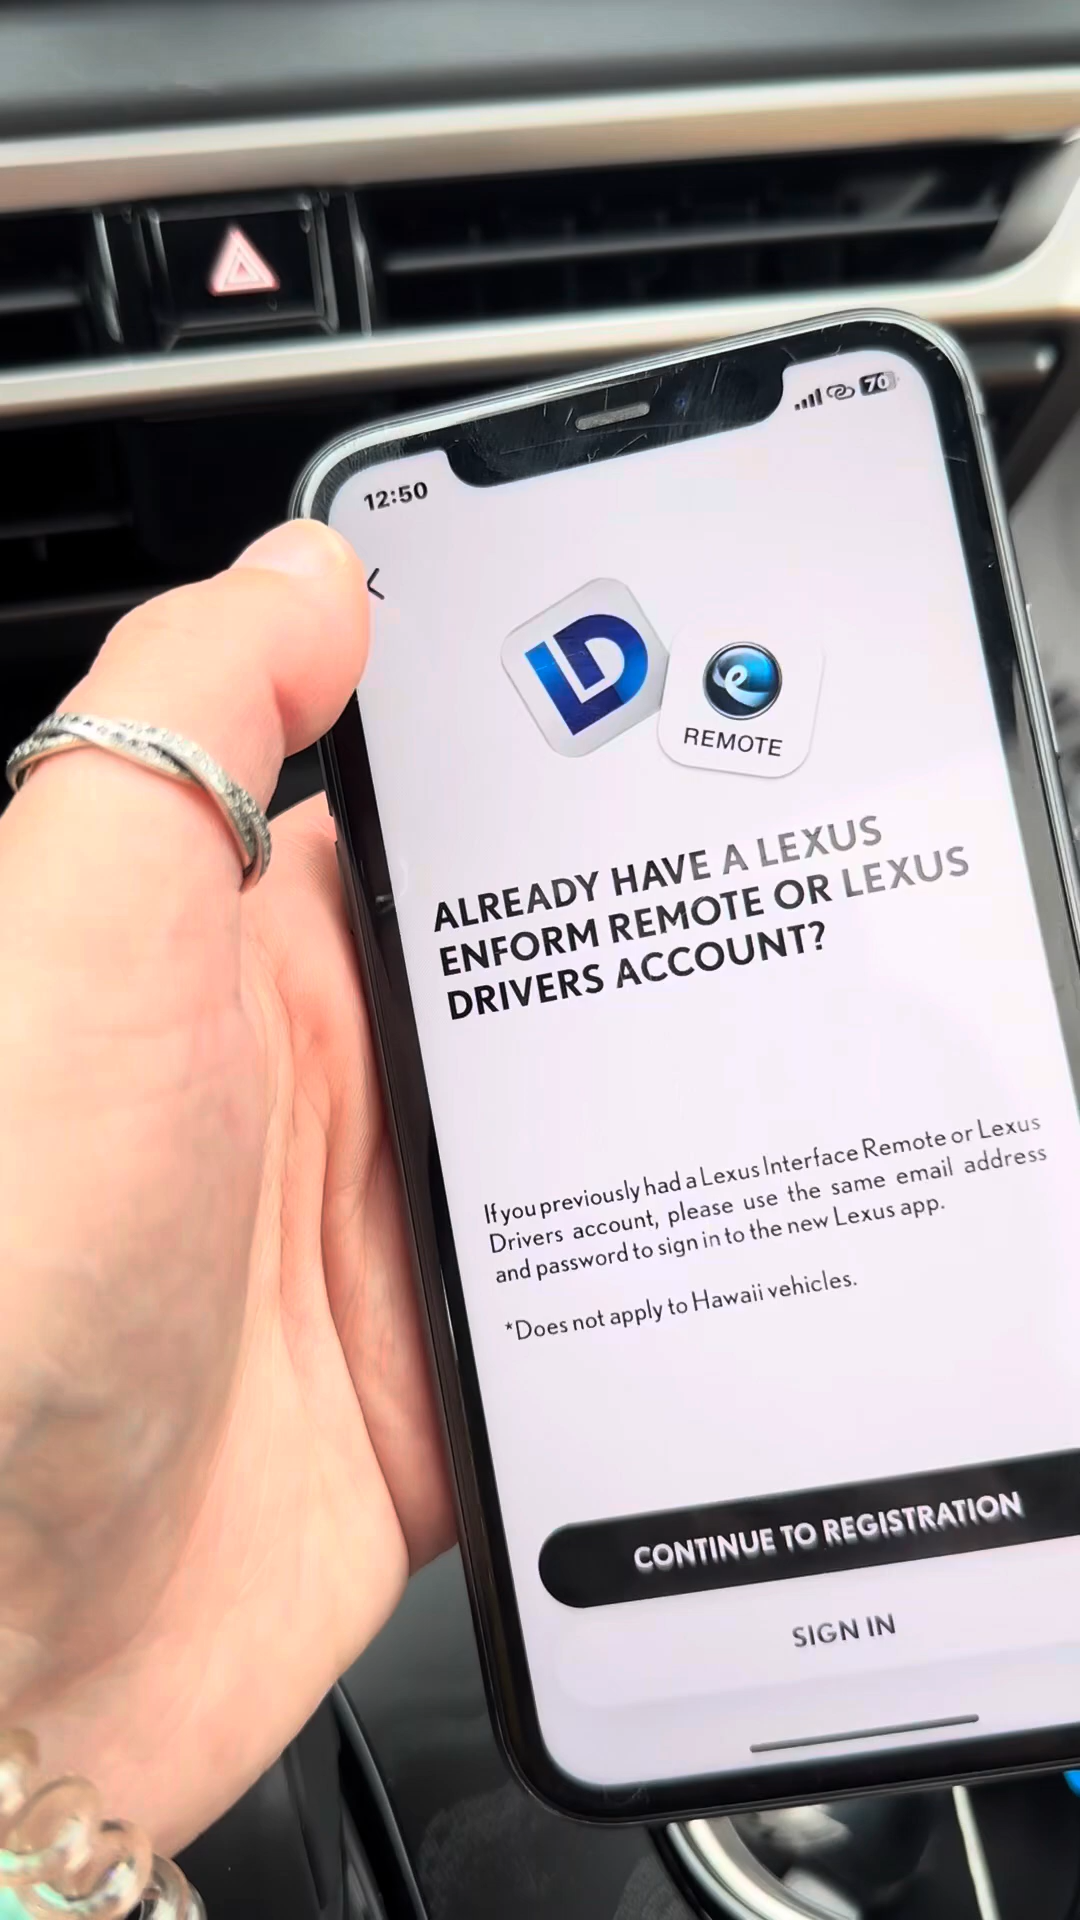 12:50
70
LD
e
REMOTE
ALREADY HAVE A LEXUS
ENFORM REMOTE OR LEXUS
DRIVERS ACCOUNT?
If you previously had a Lexus Interface Remote or Lexus
Drivers account, please use the same email address
and password to sign in to the new Lexus app.
*Does not apply to Hawaii vehicles.
CONTINUE TO REGISTRATION
SIGN IN